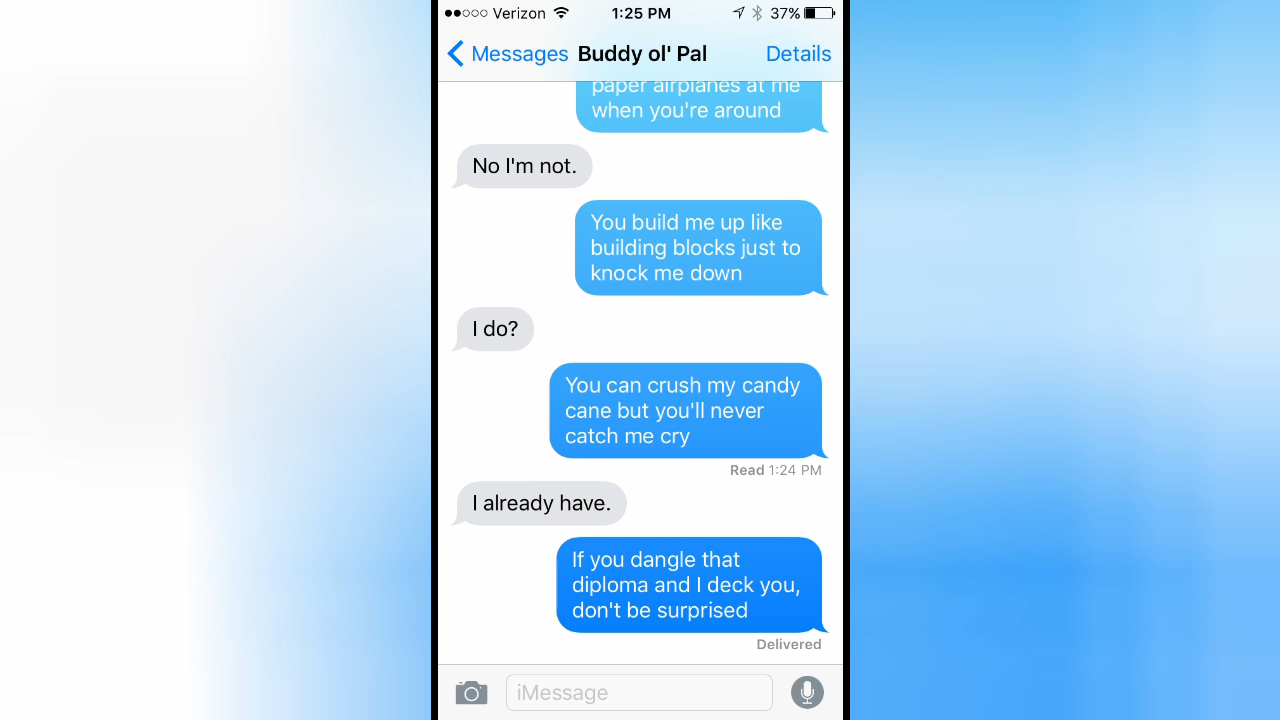 Verizon 1:25 PM 37%
Messages Buddy ol' Pal Details
paper airplanes at me
when you're around
No I'm not.
You build me up like
building blocks just to
knock me down
I do?
You can crush my candy
cane but you'll never
catch me cry
Read 1:24 PM
I already have.
If you dangle that
diploma and I deck you,
don't be surprised
Delivered
iMessage